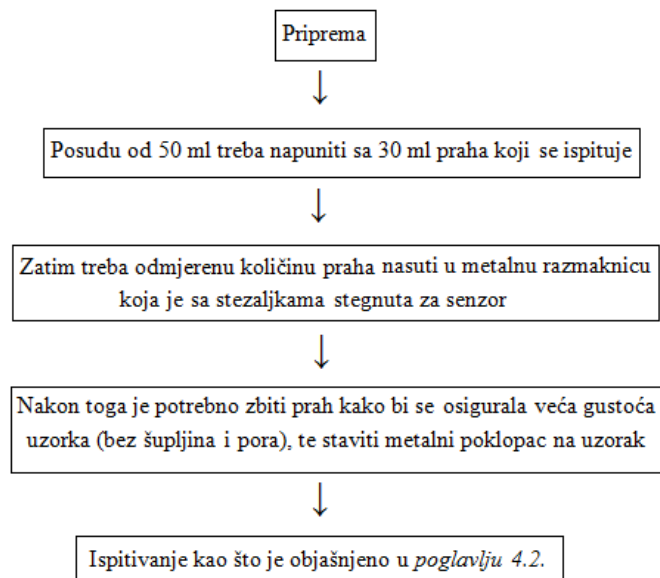 Priprema
Posudu od 50 ml treba napuniti sa 30 ml praha koji se ispituje
Zatim treba odmjerenu količinu praha nasuti u metalnu razmaknicu
koja je sa stezaljkama stegnuta za senzor
Nakon toga je potrebno zbiti prah kako bi se osigurala veća gustoća
uzorka (bez šupljina i pora), te staviti metalni poklopac na uzorak
Ispitivanje kao što je objašnjeno u poglavlju 4.2.